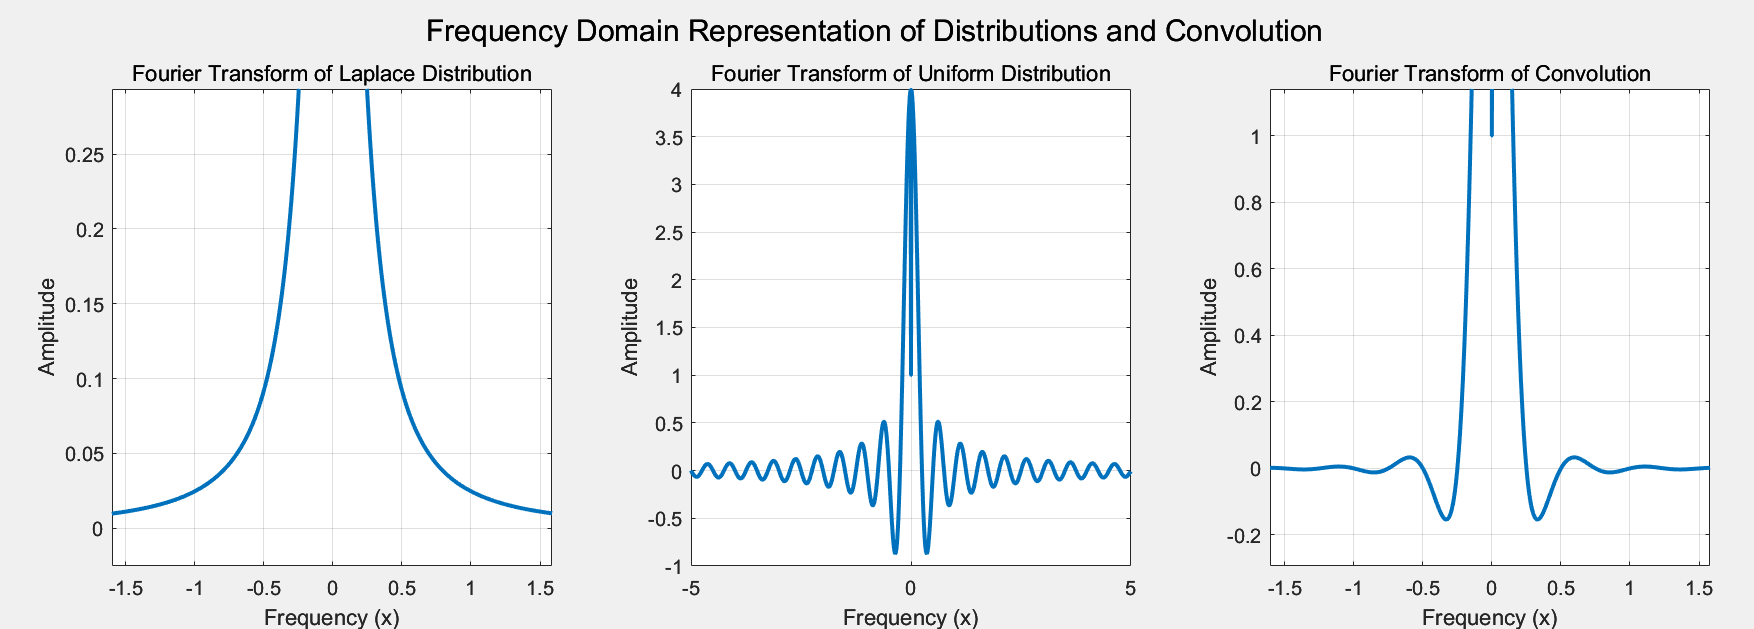 Frequency Domain Representation of Distributions and Convolution
Fourier Transform of Laplace Distribution
0.25
0.2
0.15
0.1
0.05
0
Amplitude
-1.5 -1 -0.5 0 0.5 1 1.5
Frequency (x)
Fourier Transform of Uniform Distribution
4
3.5
3
2.5
2
1.5
1
0.5
0
-0.5
-1
Amplitude
-5 0 5
Frequency (x)
Fourier Transform of Convolution
1
0.8
0.6
0.4
0.2
0
-0.2
Amplitude
-1.5 -1 -0.5 0 0.5 1 1.5
Frequency (x)